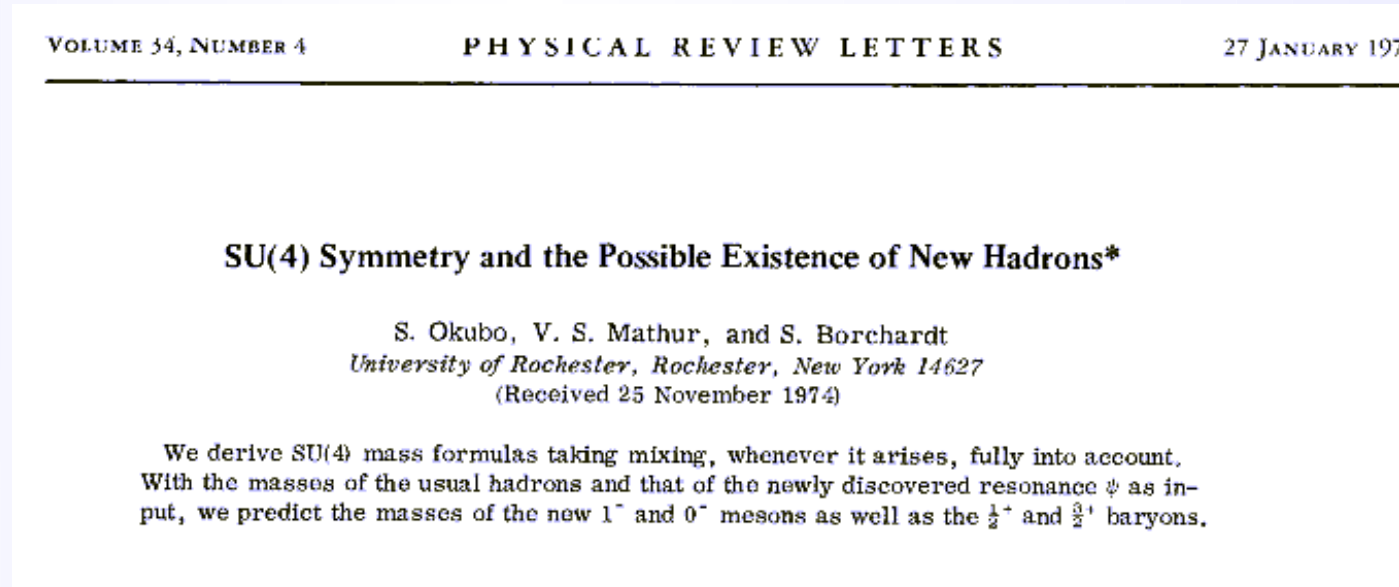 VOLUME 34, NUMBER 4 PHYSICAL REVIEW LETTERS 27 JANUARY 197
SU(4) Symmetry and the Possible Existence of New Hadrons*
S. Okubo, V. S. Mathur, and S. Borchardt
University of Rochester, Rochester, New York 14627
(Received 25 November 1974)
We derive SU(4) mass formulas taking mixing, whenever it arises, fully into account.
With the masses of the usual hadrons and that of the newly discovered resonance ψ as in-
put, we predict the masses of the new 1⁻ and 0⁻ mesons as well as the ½⁺ and 3/2⁺ baryons.